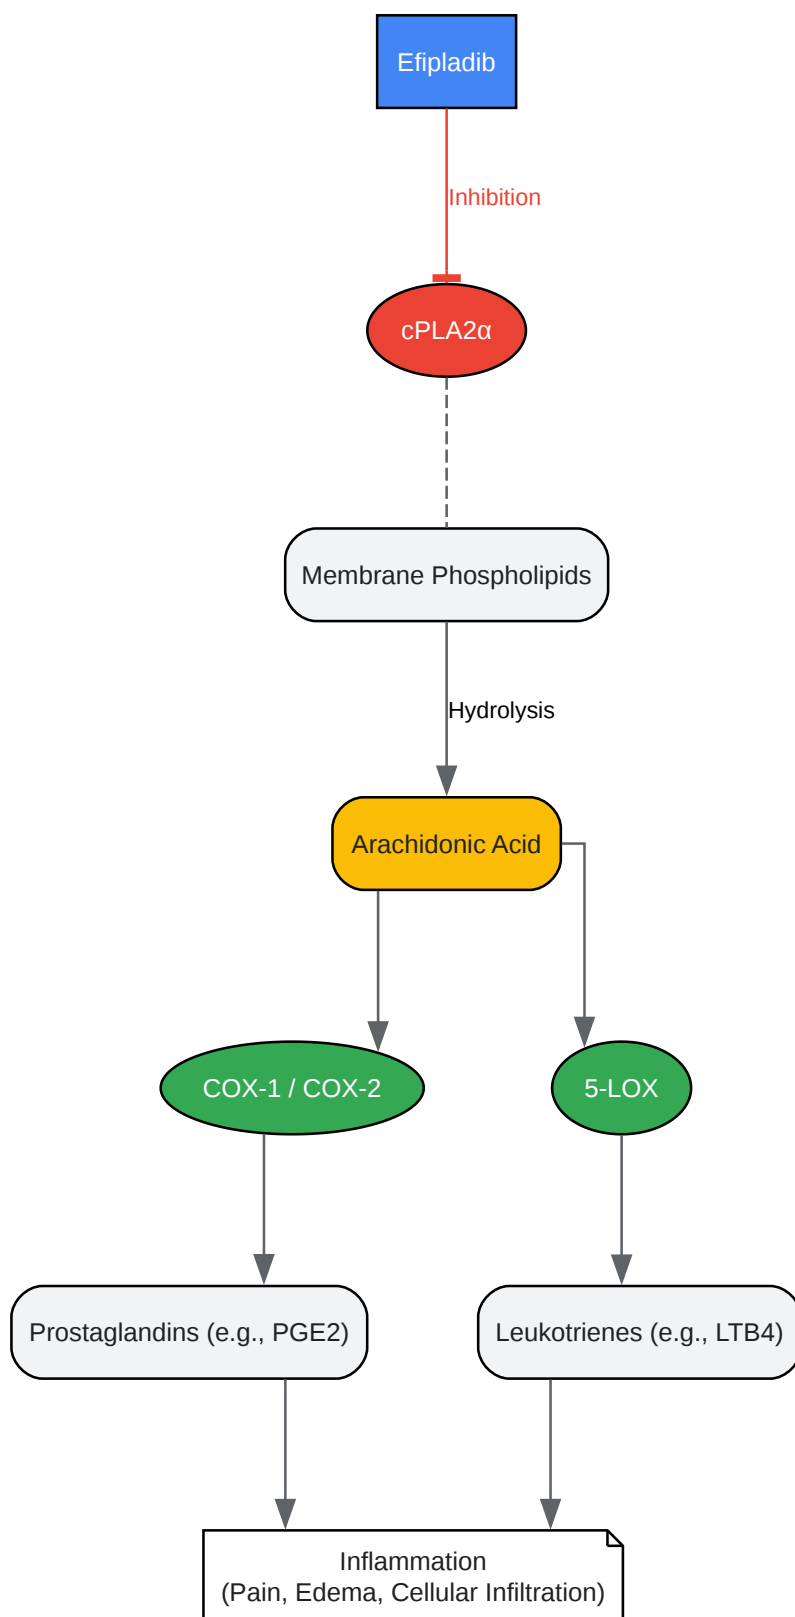 Efipladib
Inhibition
cPLA2α
Membrane Phospholipids
Hydrolysis
Arachidonic Acid
COX-1 / COX-2
5-LOX
Prostaglandins (e.g., PGE2)
Leukotrienes (e.g., LTB4)
Inflammation
(Pain, Edema, Cellular Infiltration)